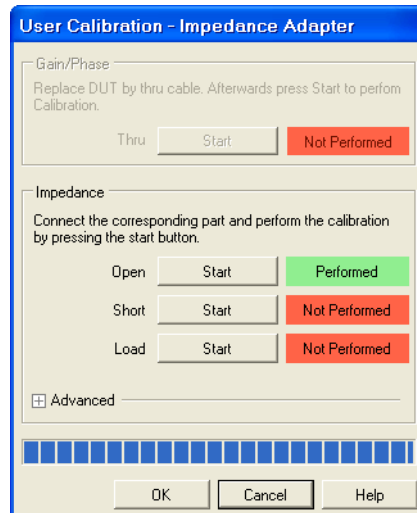 User Calibration - Impedance Adapter
Gain/Phase
Replace DUT by thru cable. Afterwards press Start to perfom
Calibration.
Thru Start Not Performed
Impedance
Connect the corresponding part and perform the calibration
by pressing the start button.
Open Start Performed
Short Start Not Performed
Load Start Not Performed
Advanced
OK Cancel Help